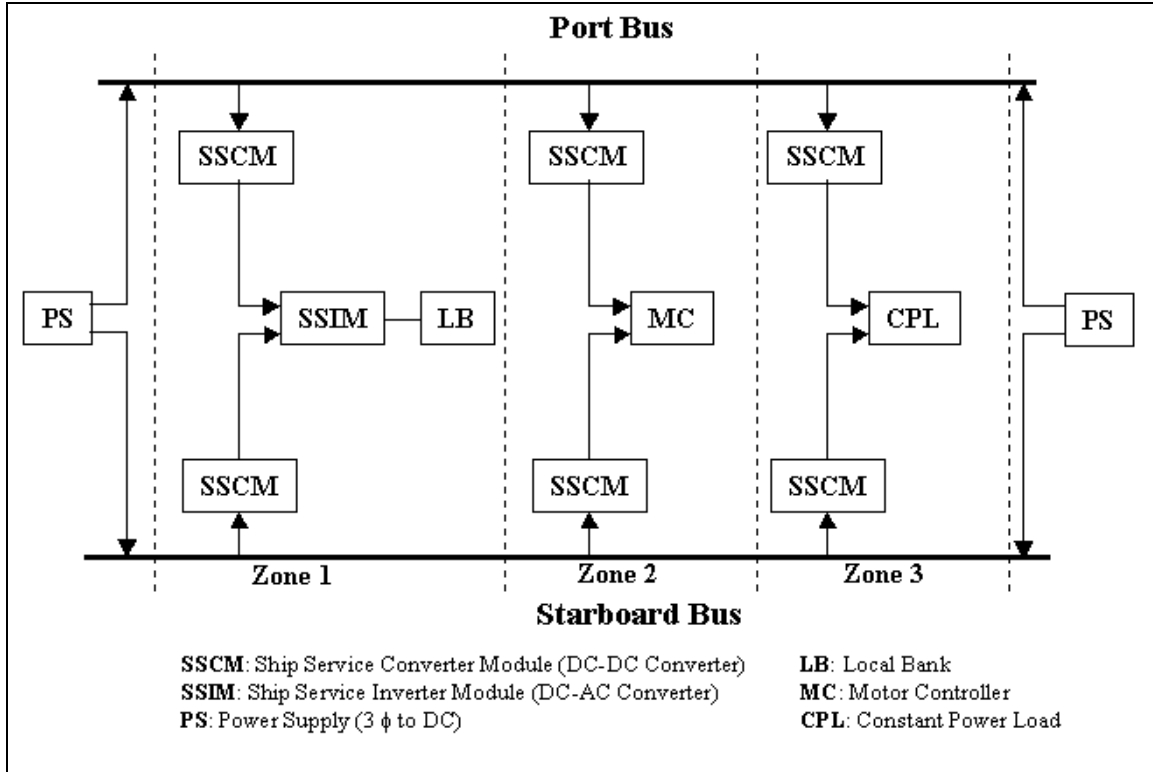 Port Bus
SSCM SSCM SSCM
PS SSIM LB MC CPL PS
SSCM SSCM SSCM
Zone 1 Zone 2 Zone 3
Starboard Bus
SSCM: Ship Service Converter Module (DC-DC Converter)
SSIM: Ship Service Inverter Module (DC-AC Converter)
PS: Power Supply (3 ϕ to DC)
LB: Local Bank
MC: Motor Controller
CPL: Constant Power Load